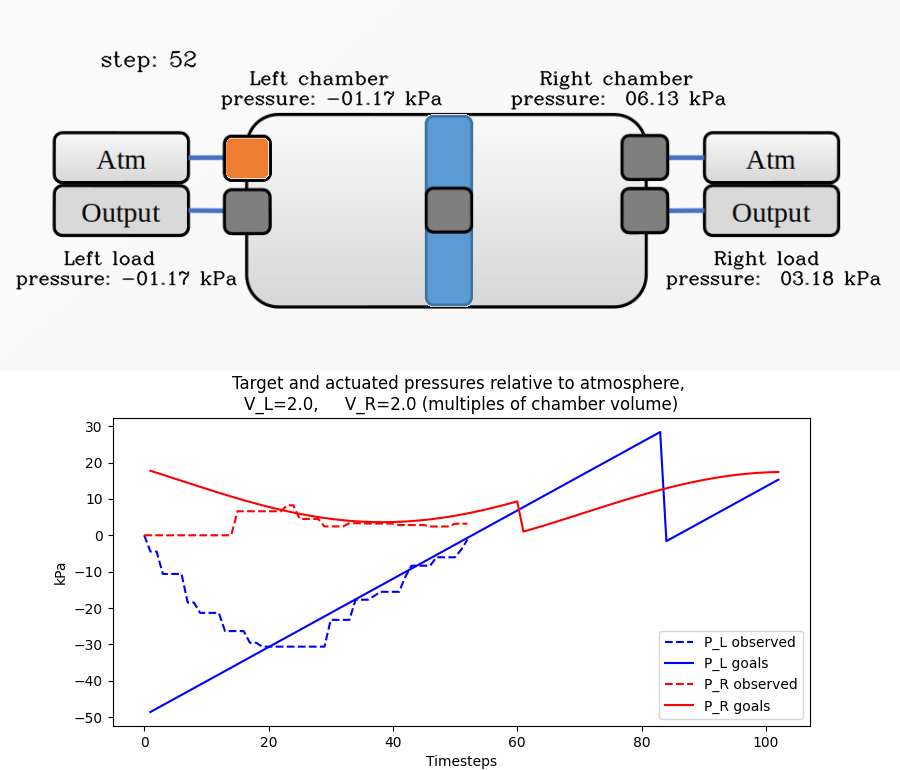 step: 52
Left chamber
pressure: −01.17 kPa
Right chamber
pressure:  06.13 kPa
Atm
Output
Atm
Output
Left load
pressure: −01.17 kPa
Right load
pressure:  03.18 kPa
Target and actuated pressures relative to atmosphere,
V_L=2.0,     V_R=2.0 (multiples of chamber volume)
30
20
10
0
−10
−20
−30
−40
−50
kPa
P_L observed
P_L goals
P_R observed
P_R goals
0 20 40 60 80 100
Timesteps